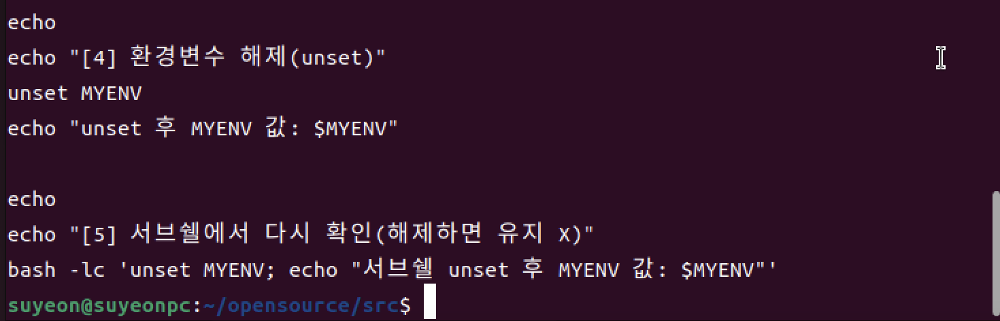 echo
echo "[4] 환경변수 해제(unset)"
unset MYENV
echo "unset 후 MYENV 값: $MYENV"
echo
echo "[5] 서브쉘에서 다시 확인(해제하면 유지 X)"
bash -lc 'unset MYENV; echo "서브쉘 unset 후 MYENV 값: $MYENV"'
suyeon@suyeonpc:~/opensource/src$